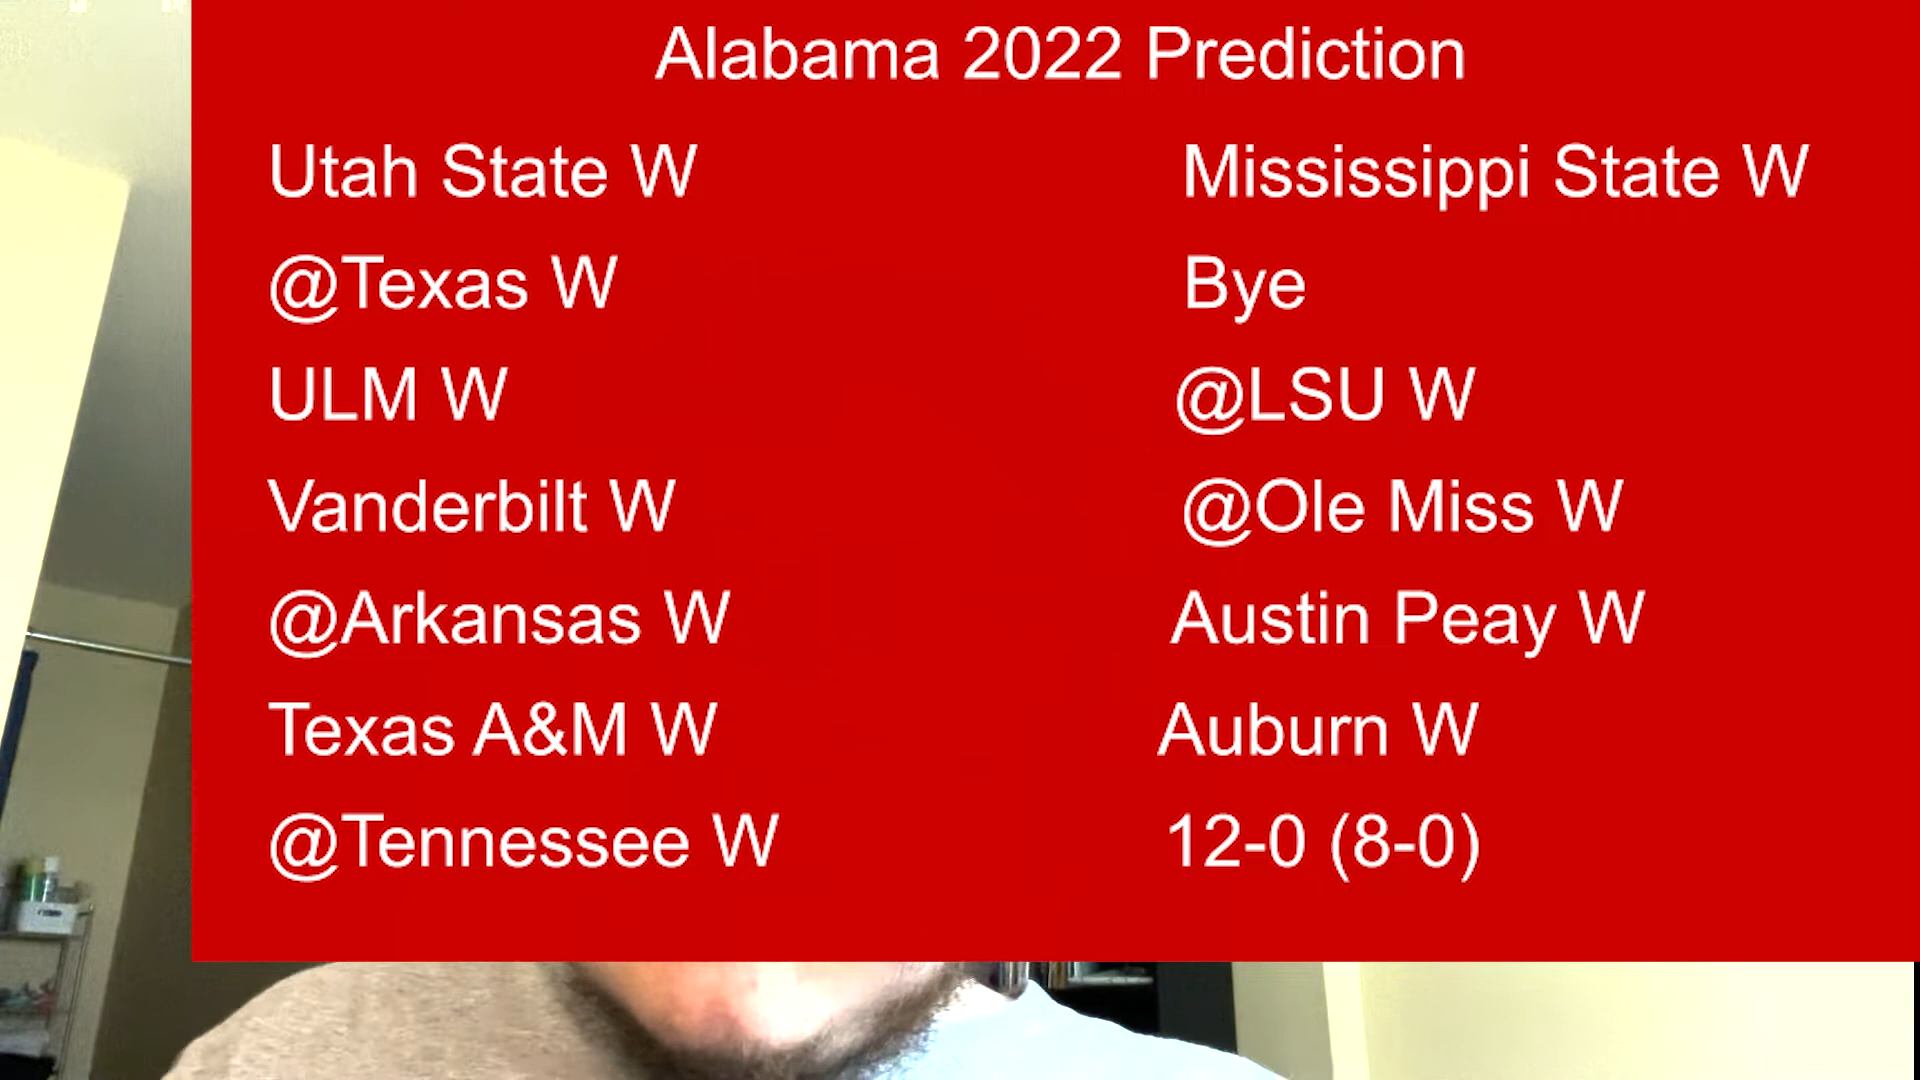 Alabama 2022 Prediction
Utah State W
@Texas W
ULM W
Vanderbilt W
@Arkansas W
Texas A&M W
@Tennessee W
Mississippi State W
Bye
@LSU W
@Ole Miss W
Austin Peay W
Auburn W
12-0 (8-0)